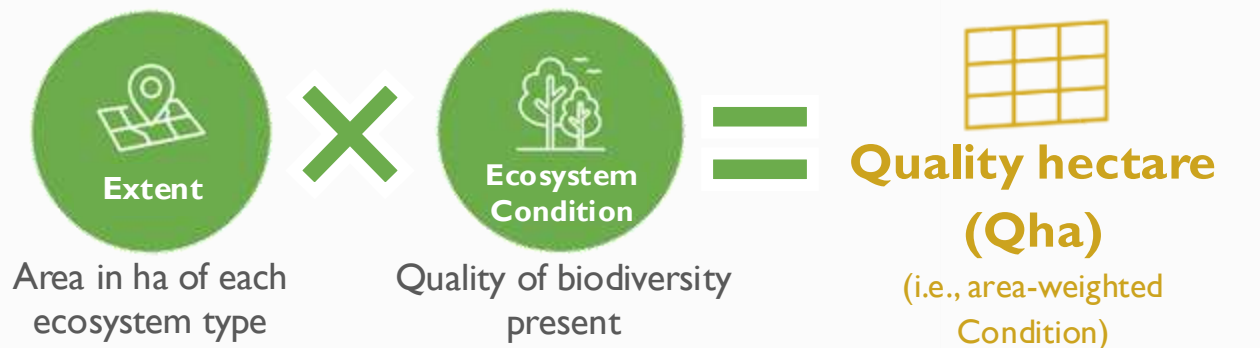 Extent
Area in ha of each
ecosystem type
Ecosystem
Condition
Quality of biodiversity
present
Quality hectare
(Qha)
(i.e., area-weighted
Condition)